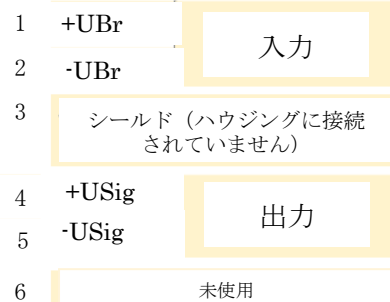 1 +UBr 入力
2 -UBr
3 シールド（ハウジングに接続
されていません）
4 +USig 出力
5 -USig
6 未使用